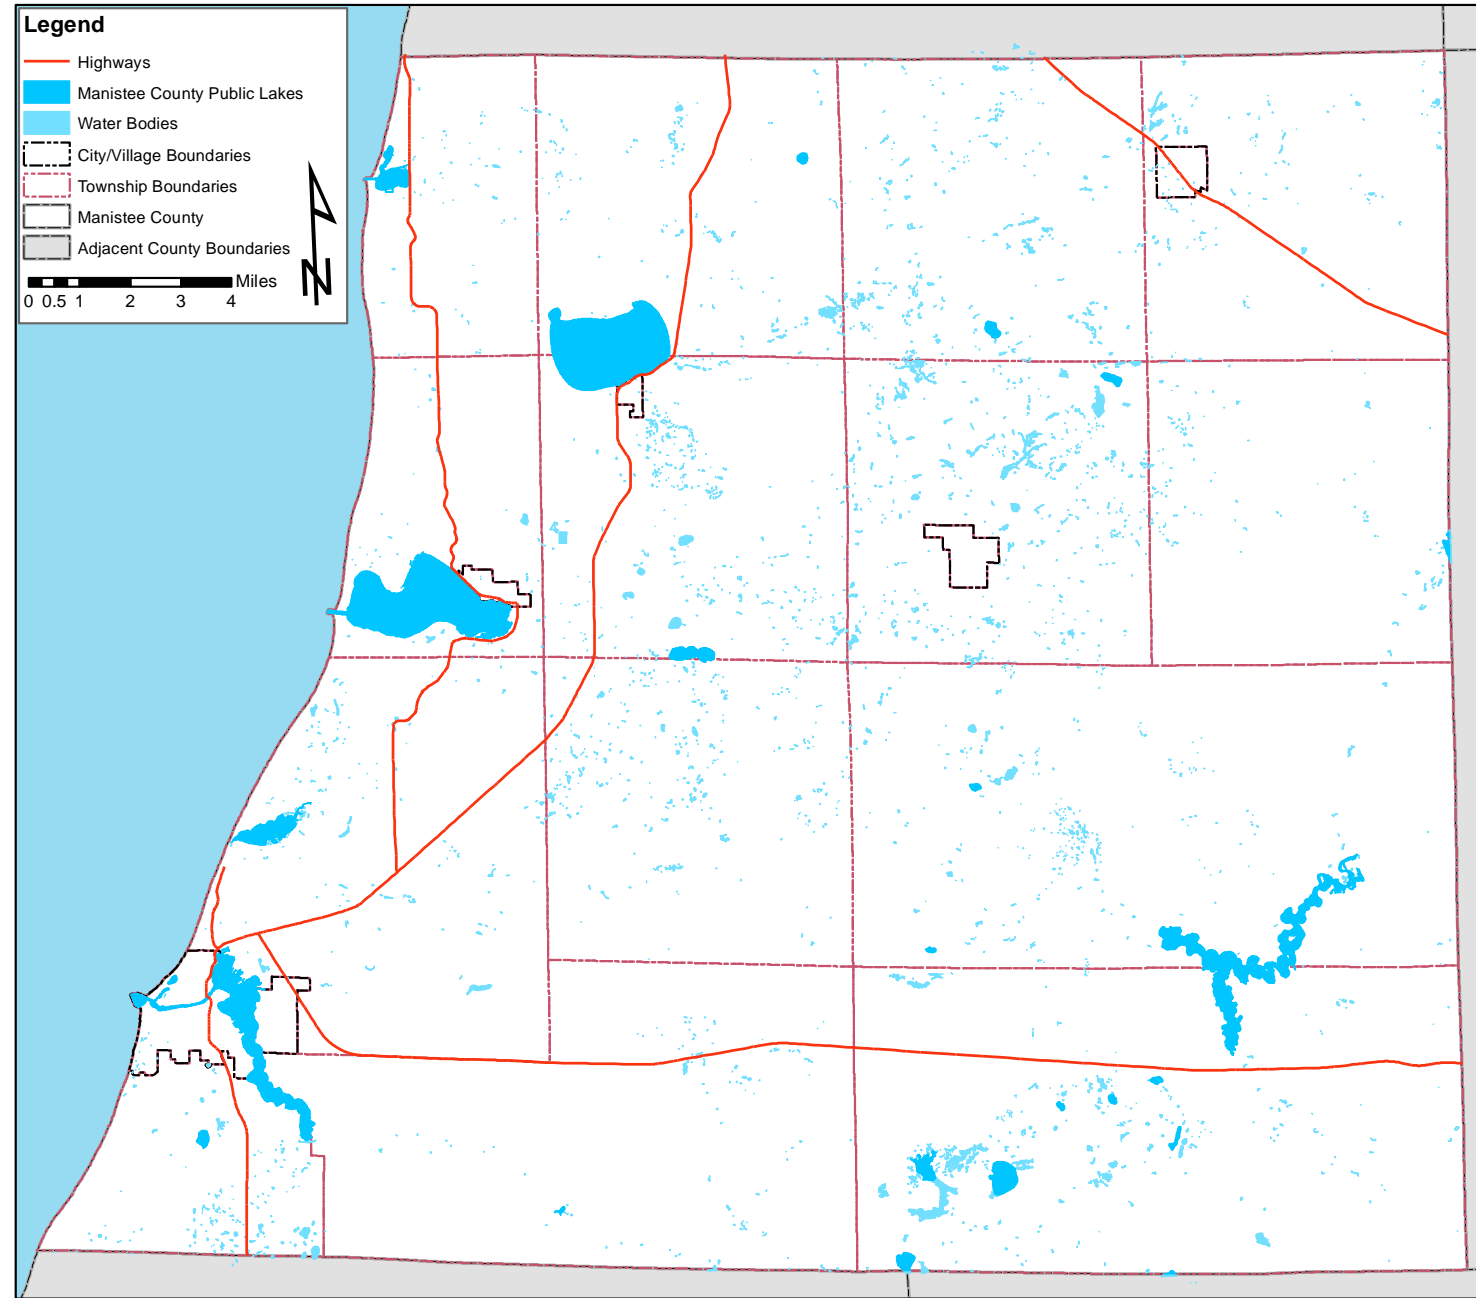 Legend
Highways
Manistee County Public Lakes
Water Bodies
City/Village Boundaries
Township Boundaries
Manistee County
Adjacent County Boundaries
Miles
0 0.5 1 2 3 4
N